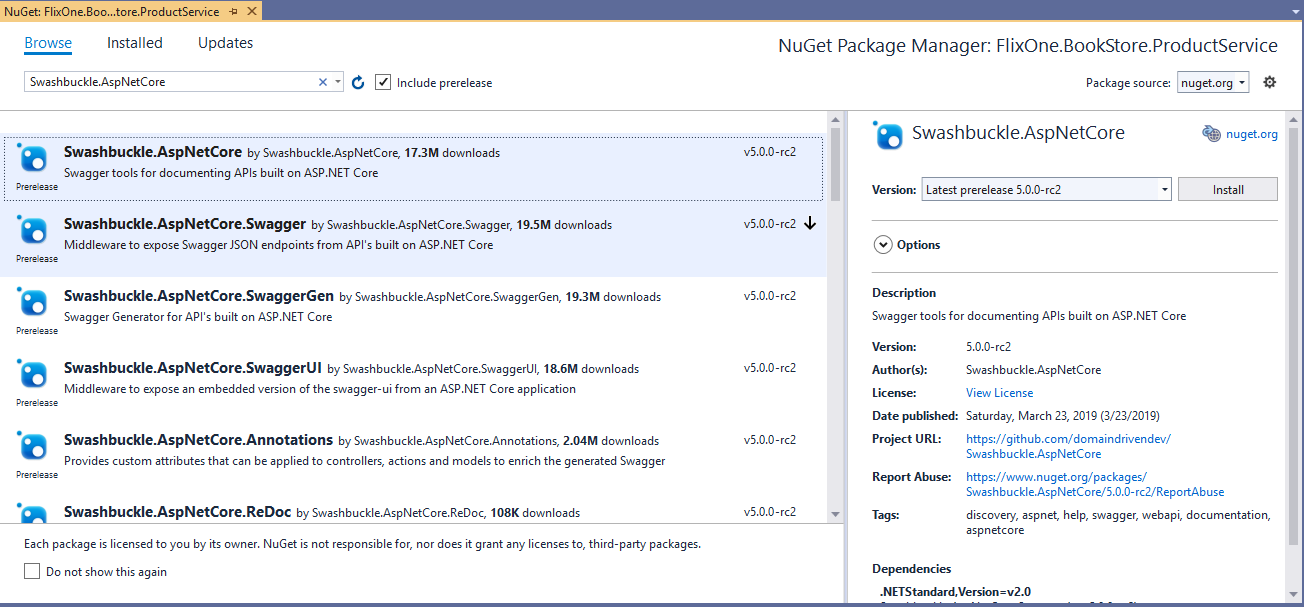 NuGet: FlixOne.Boo...tore.ProductService
Browse Installed Updates
NuGet Package Manager: FlixOne.BookStore.ProductService
Swashbuckle.AspNetCore
Include prerelease
Package source: nuget.org
Swashbuckle.AspNetCore by Swashbuckle.AspNetCore, 17.3M downloads v5.0.0-rc2
Swagger tools for documenting APIs built on ASP.NET Core
Prerelease
Swashbuckle.AspNetCore.Swagger by Swashbuckle.AspNetCore.Swagger, 19.5M downloads v5.0.0-rc2
Middleware to expose Swagger JSON endpoints from API's built on ASP.NET Core
Prerelease
Swashbuckle.AspNetCore.SwaggerGen by Swashbuckle.AspNetCore.SwaggerGen, 19.3M downloads v5.0.0-rc2
Swagger Generator for API's built on ASP.NET Core
Prerelease
Swashbuckle.AspNetCore.SwaggerUI by Swashbuckle.AspNetCore.SwaggerUI, 18.6M downloads v5.0.0-rc2
Middleware to expose an embedded version of the swagger-ui from an ASP.NET Core application
Prerelease
Swashbuckle.AspNetCore.Annotations by Swashbuckle.AspNetCore.Annotations, 2.04M downloads v5.0.0-rc2
Provides custom attributes that can be applied to controllers, actions and models to enrich the generated Swagger
Prerelease
Swashbuckle.AspNetCore.ReDoc by Swashbuckle.AspNetCore.ReDoc, 108K downloads v5.0.0-rc2
Each package is licensed to you by its owner. NuGet is not responsible for, nor does it grant any licenses to, third-party packages.
Do not show this again
Swashbuckle.AspNetCore
nuget.org
Version: Latest prerelease 5.0.0-rc2 Install
Options
Description
Swagger tools for documenting APIs built on ASP.NET Core
Version: 5.0.0-rc2
Author(s): Swashbuckle.AspNetCore
License: View License
Date published: Saturday, March 23, 2019 (3/23/2019)
Project URL: https://github.com/domaindrivendev/
Swashbuckle.AspNetCore
Report Abuse: https://www.nuget.org/packages/
Swashbuckle.AspNetCore/5.0.0-rc2/ReportAbuse
Tags: discovery, aspnet, help, swagger, webapi, documentation,
aspnetcore
Dependencies
.NETStandard,Version=v2.0